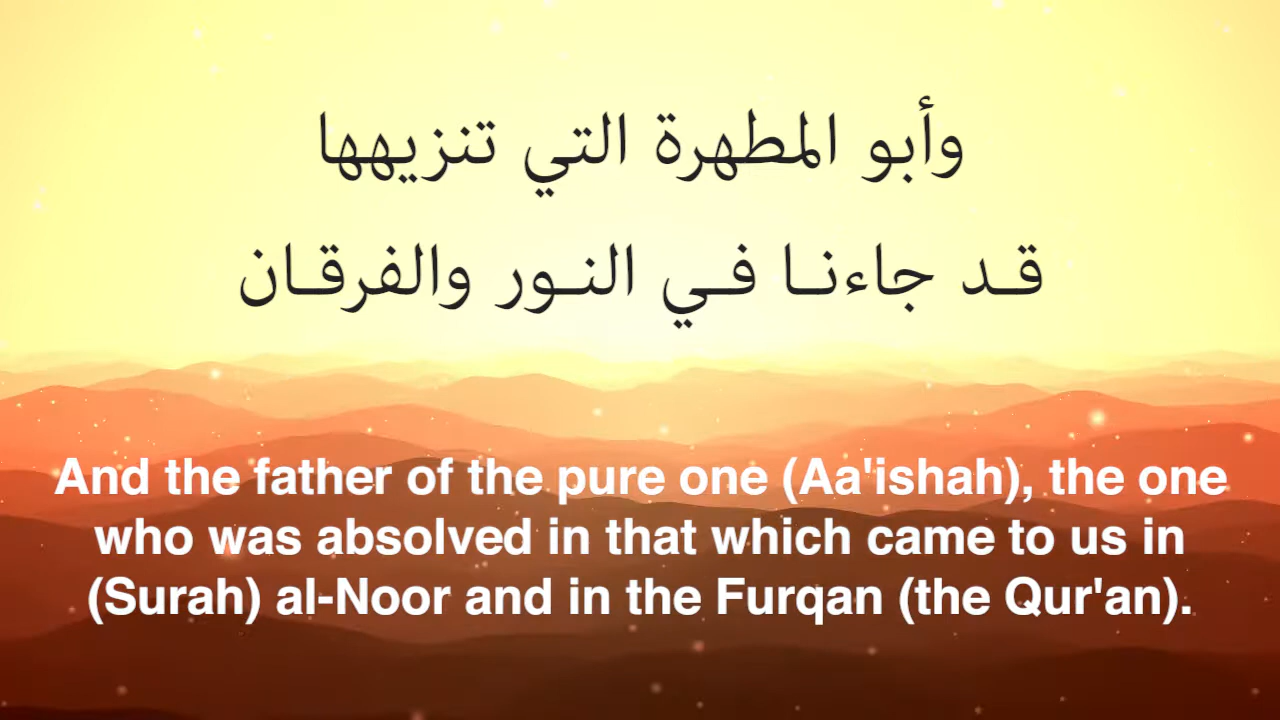 وأبو المطهرة التي تنزيهها
قـد جاءنـا فـي النـور والفرقـان
And the father of the pure one (Aa'ishah), the one
who was absolved in that which came to us in
(Surah) al-Noor and in the Furqan (the Qur'an).